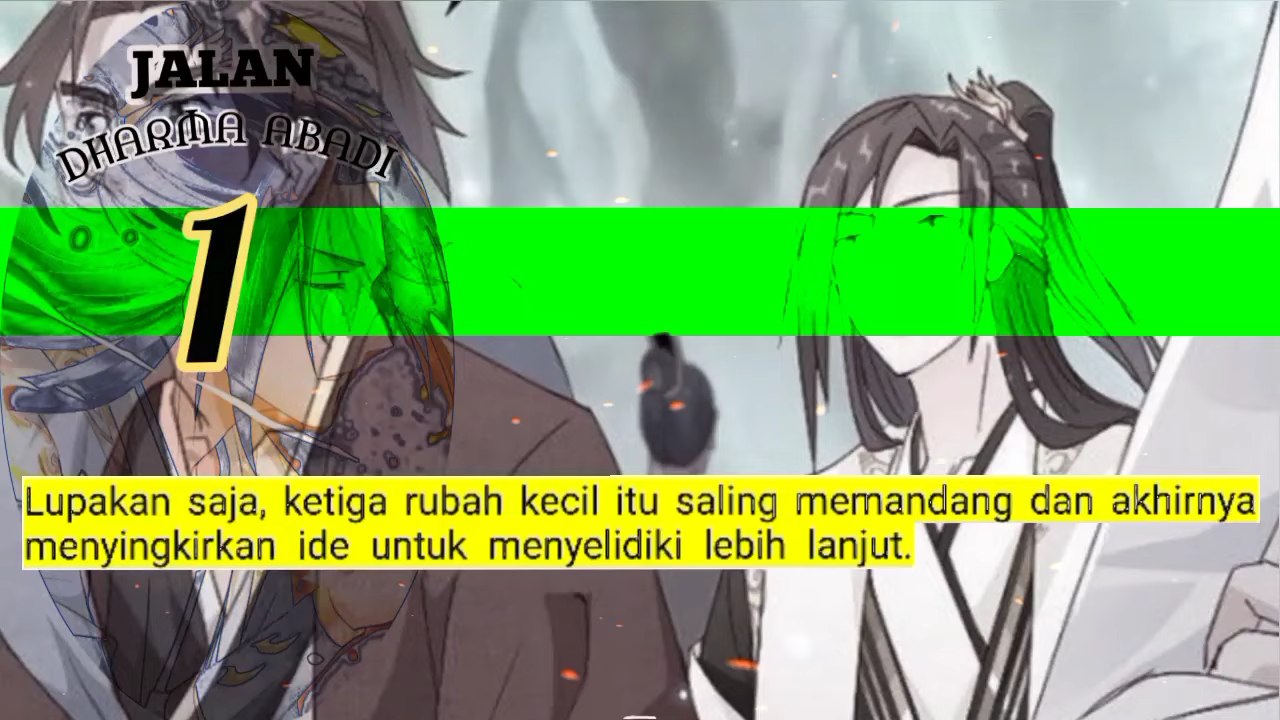 JALAN
DHARMA ABADI
1
Lupakan saja, ketiga rubah kecil itu saling memandang dan akhirnya
menyingkirkan ide untuk menyelidiki lebih lanjut.